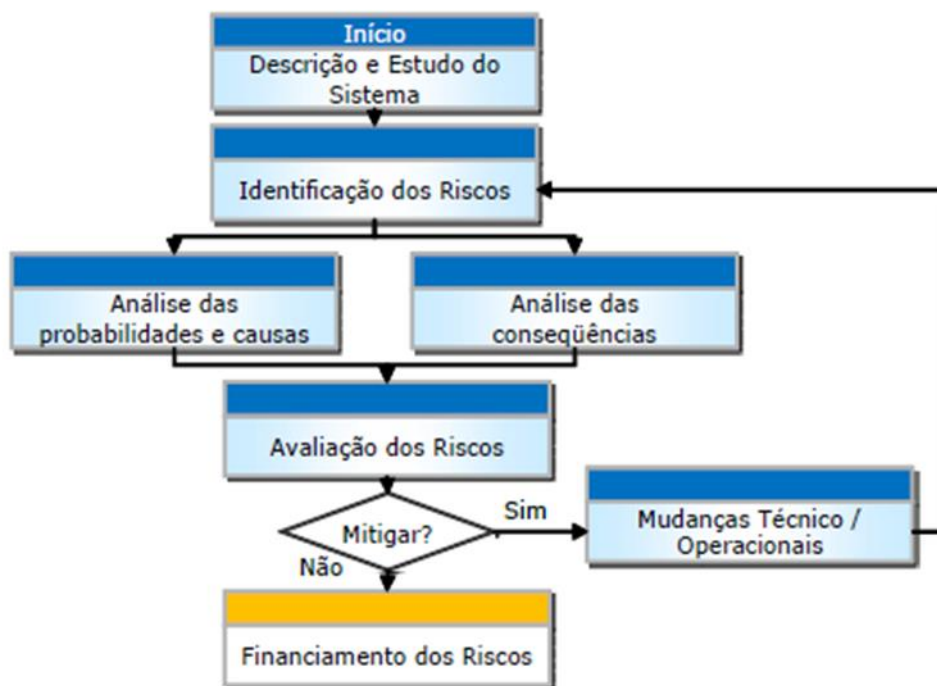 Início
Descrição e Estudo do
Sistema
Identificação dos Riscos
Análise das
probabilidades e causas
Análise das
conseqüências
Avaliação dos Riscos
Mitigar?
Sim
Mudanças Técnico /
Operacionais
Não
Financiamento dos Riscos